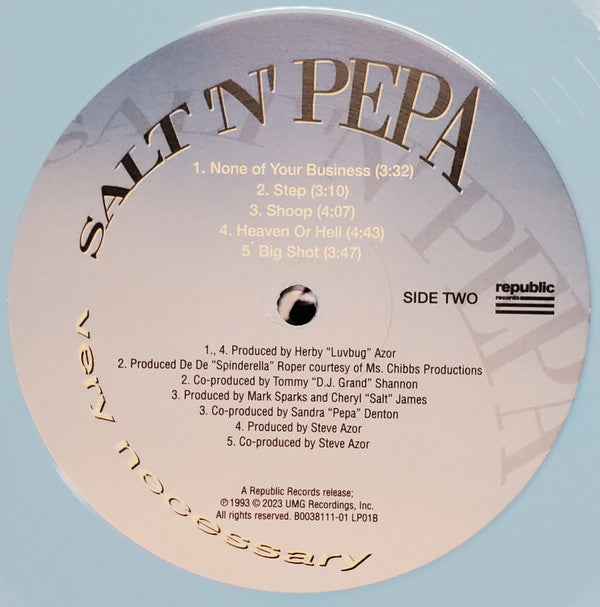 SALT 'N' PEPA
SALT 'N' PEPA
1. None of Your Business (3:32)
2. Step (3:10)
3. Shoop (4:07)
4. Heaven Or Hell (4:43)
5 Big Shot (3:47)
SIDE TWO
republic
records
1., 4. Produced by Herby "Luvbug" Azor
2. Produced De De "Spinderella" Roper courtesy of Ms. Chibbs Productions
2. Co-produced by Tommy "D.J. Grand" Shannon
3. Produced by Mark Sparks and Cheryl "Salt" James
3. Co-produced by Sandra "Pepa" Denton
4. Produced by Steve Azor
5. Co-produced by Steve Azor
very necessary
A Republic Records release;
℗ 1993 © 2023 UMG Recordings, Inc.
All rights reserved. B0038111-01 LP01B